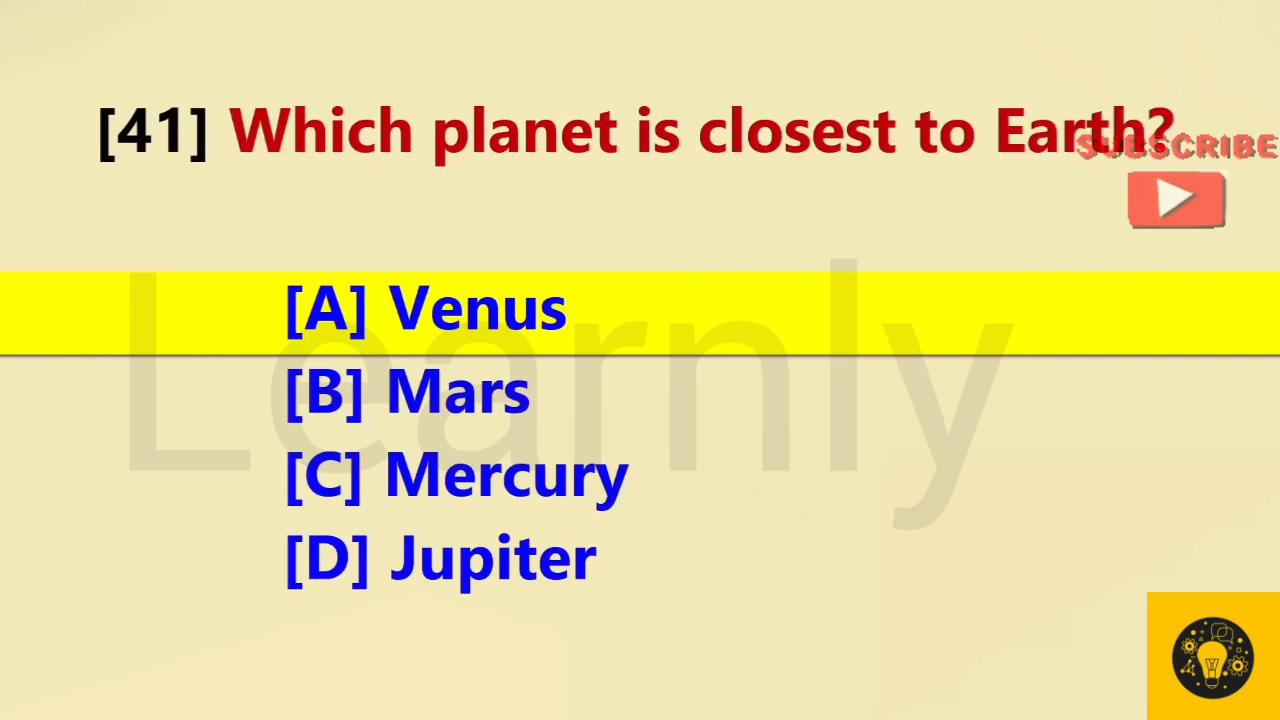 [41] Which planet is closest to Earth?
SUBSCRIBE
[A] Venus
[B] Mars
[C] Mercury
[D] Jupiter
Learnly